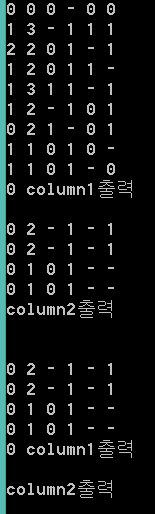 0 0 0 - 0 0
1 3 - 1 1 1
2 2 0 1 - 1
1 2 0 1 1 -
1 3 1 1 - 1
1 2 - 1 0 1
0 2 1 - 0 1
1 1 0 1 0 -
1 1 0 1 - 0
0 column1출력
0 2 - 1 - 1
0 2 - 1 - 1
0 1 0 1 - -
0 1 0 1 - -
column2출력
0 2 - 1 - 1
0 2 - 1 - 1
0 1 0 1 - -
0 1 0 1 - -
0 column1출력
column2출력